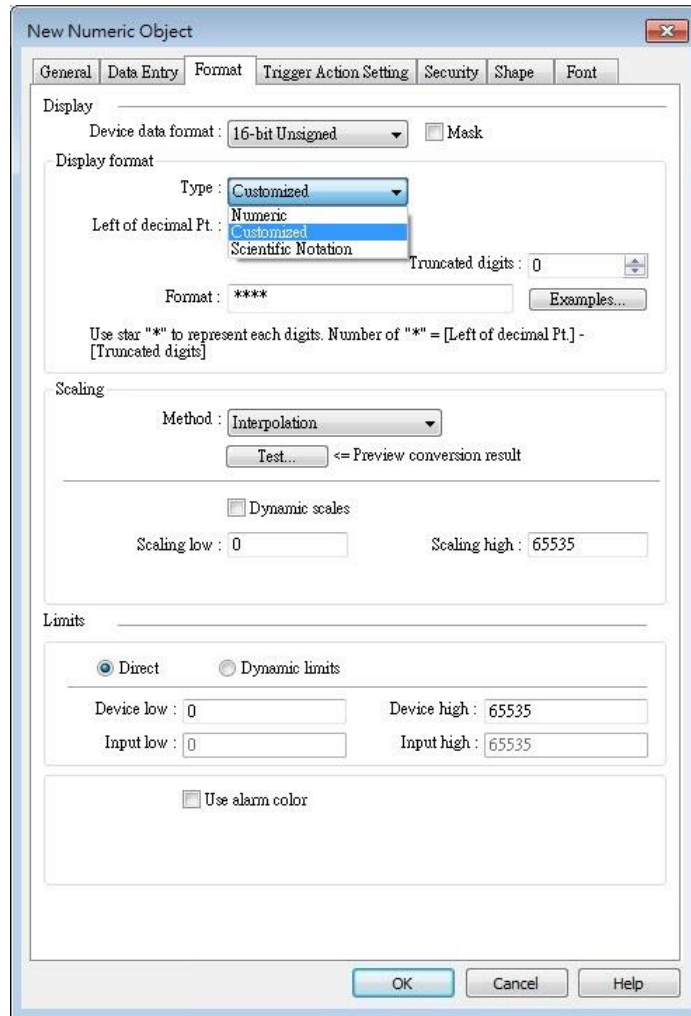 New Numeric Object
General Data Entry Format Trigger Action Setting Security Shape Font
Display
Device data format : 16-bit Unsigned Mask
Display format
Type : Customized
Numeric
Left of decimal Pt. : Customized
Scientific Notation
Truncated digits : 0
Format : **** Examples...
Use star "*" to represent each digits. Number of "*" = [Left of decimal Pt.] -
[Truncated digits]
Scaling
Method : Interpolation
Test... <= Preview conversion result
Dynamic scales
Scaling low : 0 Scaling high : 65535
Limits
Direct Dynamic limits
Device low : 0 Device high : 65535
Input low : 0 Input high : 65535
Use alarm color
OK Cancel Help